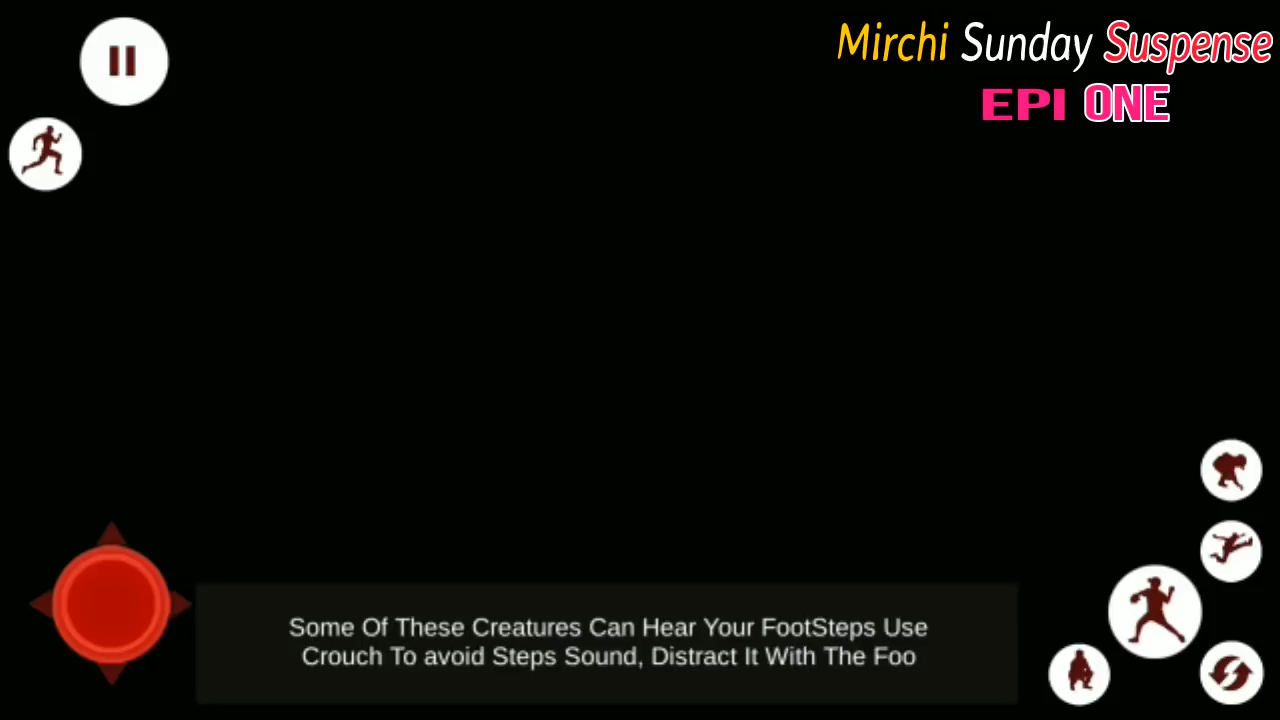 Mirchi Sunday Suspense
EPI ONE
Some Of These Creatures Can Hear Your FootSteps Use
Crouch To avoid Steps Sound, Distract It With The Foo